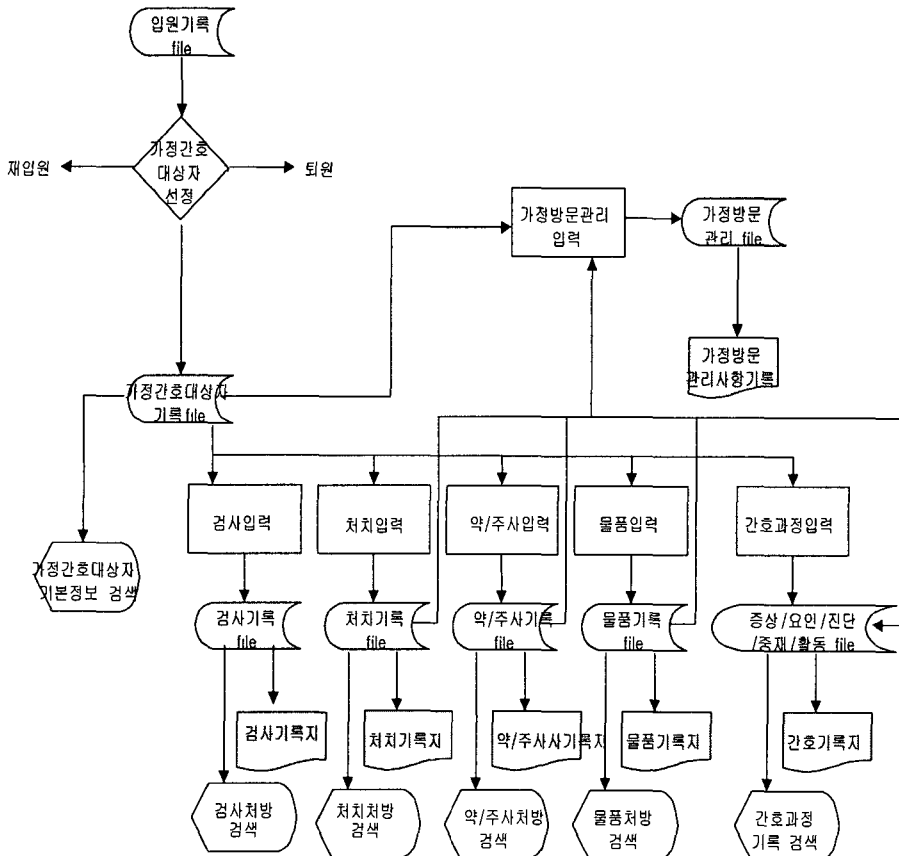 입원기록
file
가정간호
대상자
선정
재입원
퇴원
가정방문관리
입력
가정방문
관리 file
가정방문
관리사항기록
가정간호대상자
기록file
검사입력
처치입력
약/주사입력
물품입력
간호과정입력
가정간호대상자
기본정보 검색
검사기록
file
처치기록
file
약/주사기록
file
물품기록
file
증상/요인/진단
/중재/활동 file
검사기록지
처치기록지
약/주사사기록지
물품기록지
간호기록지
검사처방
검색
처치처방
검색
약/주사처방
검색
물품처방
검색
간호과정
기록 검색